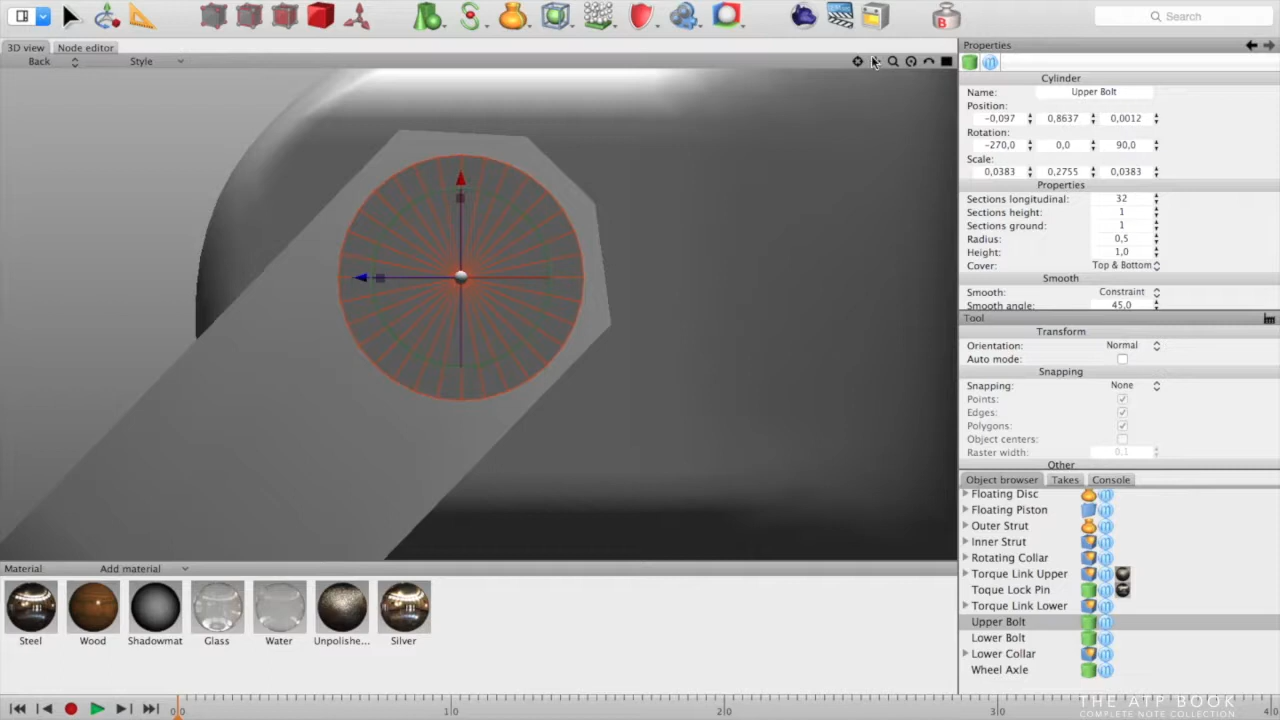 Search
3D view Node editor
Back Style
Properties
Cylinder
Name: Upper Bolt
Position:
-0,097 0,8637 0,0012
Rotation:
-270,0 0,0 90,0
Scale:
0,0383 0,2755 0,0383
Properties
Sections longitudinal: 32
Sections height: 1
Sections ground: 1
Radius: 0,5
Height: 1,0
Cover: Top & Bottom
Smooth
Smooth: Constraint
Smooth angle: 45,0
Tool
Transform
Orientation: Normal
Auto mode:
Snapping
Snapping: None
Points:
Edges:
Polygons:
Object centers:
Raster width: 0,1
Other
Object browser Takes Console
Floating Disc
Floating Piston
Outer Strut
Inner Strut
Rotating Collar
Torque Link Upper
Toque Lock Pin
Torque Link Lower
Upper Bolt
Lower Bolt
Lower Collar
Wheel Axle
Material Add material
Steel Wood Shadowmat Glass Water Unpolishe... Silver
0,0 1,0 2,0 3,0 4,0
THE ATP BOOK
COMPLETE NOTE COLLECTION